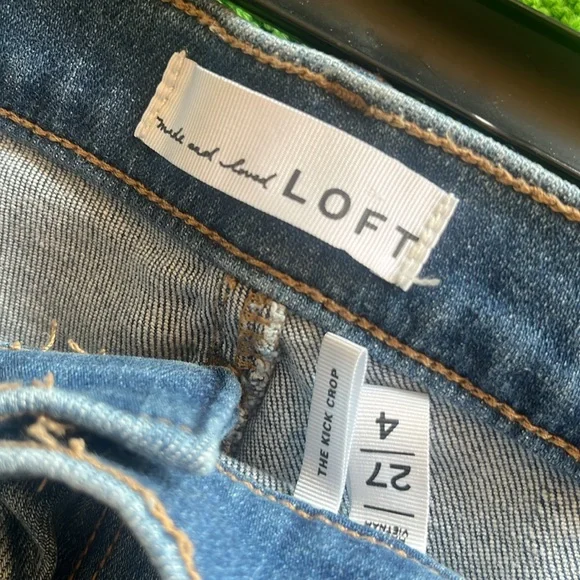 made and loved LOFT
THE KICK CROP
27
4
VIETNAM